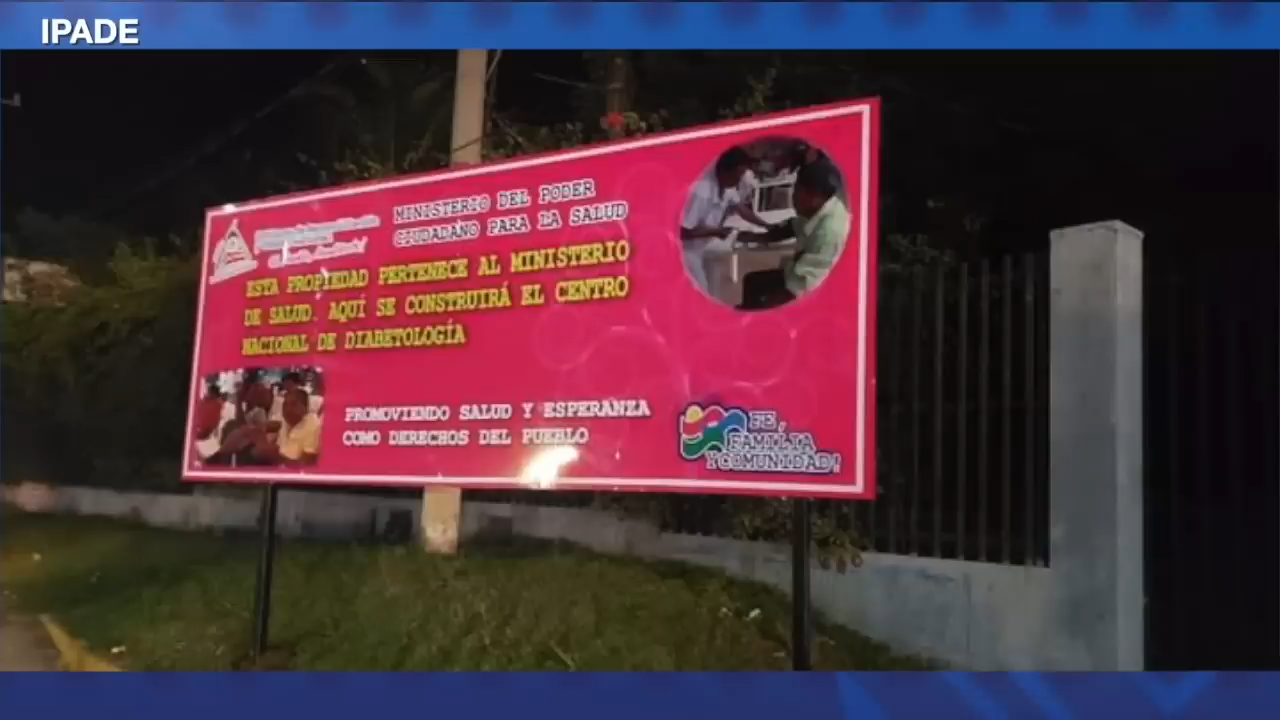 IPADE
MINISTERIO DEL PODER
CIUDADANO PARA LA SALUD
ESTA PROPIEDAD PERTENECE AL MINISTERIO
DE SALUD. AQUÍ SE CONSTRUIRÁ EL CENTRO
NACIONAL DE DIABETOLOGÍA
PROMOVIENDO SALUD Y ESPERANZA
COMO DERECHOS DEL PUEBLO
FE,
FAMILIA
Y COMUNIDAD!